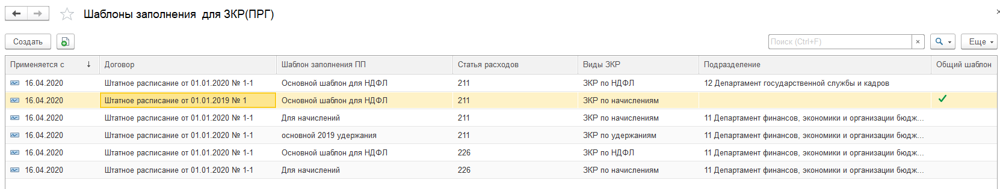 Шаблоны заполнения для ЗКР(ПРГ)
Создать Поиск (Ctrl+F) × Еще
Применяется с ↓ Договор Шаблон заполнения ПП Статья расходов Виды ЗКР Подразделение Общий шаблон
16.04.2020 Штатное расписание от 01.01.2020 № 1-1 Основной шаблон для НДФЛ 211 ЗКР по НДФЛ 12 Департамент государственной службы и кадров
16.04.2020 Штатное расписание от 01.01.2019 № 1 Основной шаблон для НДФЛ 211 ЗКР по начислениям
16.04.2020 Штатное расписание от 01.01.2020 № 1-1 Для начислений 211 ЗКР по начислениям 11 Департамент финансов, экономики и организации бюдж...
16.04.2020 Штатное расписание от 01.01.2020 № 1-1 основной 2019 удержания 211 ЗКР по удержаниям 11 Департамент финансов, экономики и организации бюдж...
16.04.2020 Штатное расписание от 01.01.2020 № 1-1 Основной шаблон для НДФЛ 226 ЗКР по НДФЛ 11 Департамент финансов, экономики и организации бюдж...
16.04.2020 Штатное расписание от 01.01.2020 № 1-1 Для начислений 226 ЗКР по начислениям 11 Департамент финансов, экономики и организации бюдж...